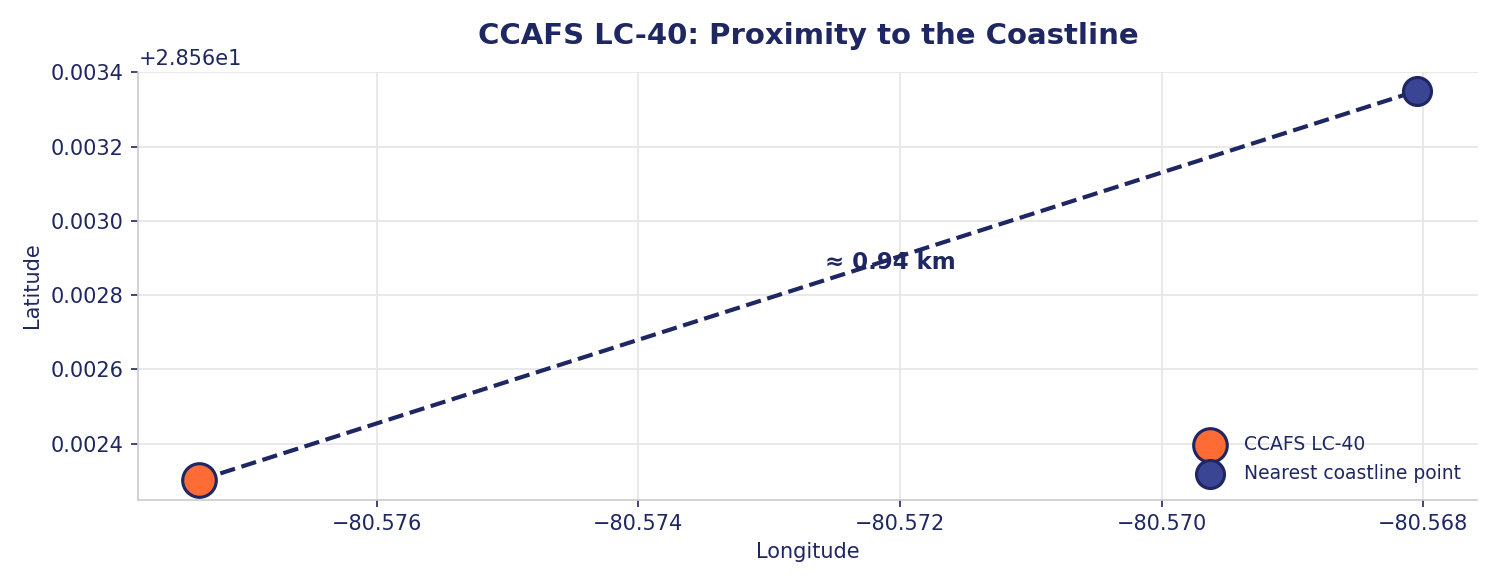 CCAFS LC-40: Proximity to the Coastline
+2.856e1
0.0034
0.0032
0.0030
0.0028
0.0026
0.0024
Latitude
≈ 0.94 km
CCAFS LC-40
Nearest coastline point
−80.576
−80.574
−80.572
−80.570
−80.568
Longitude